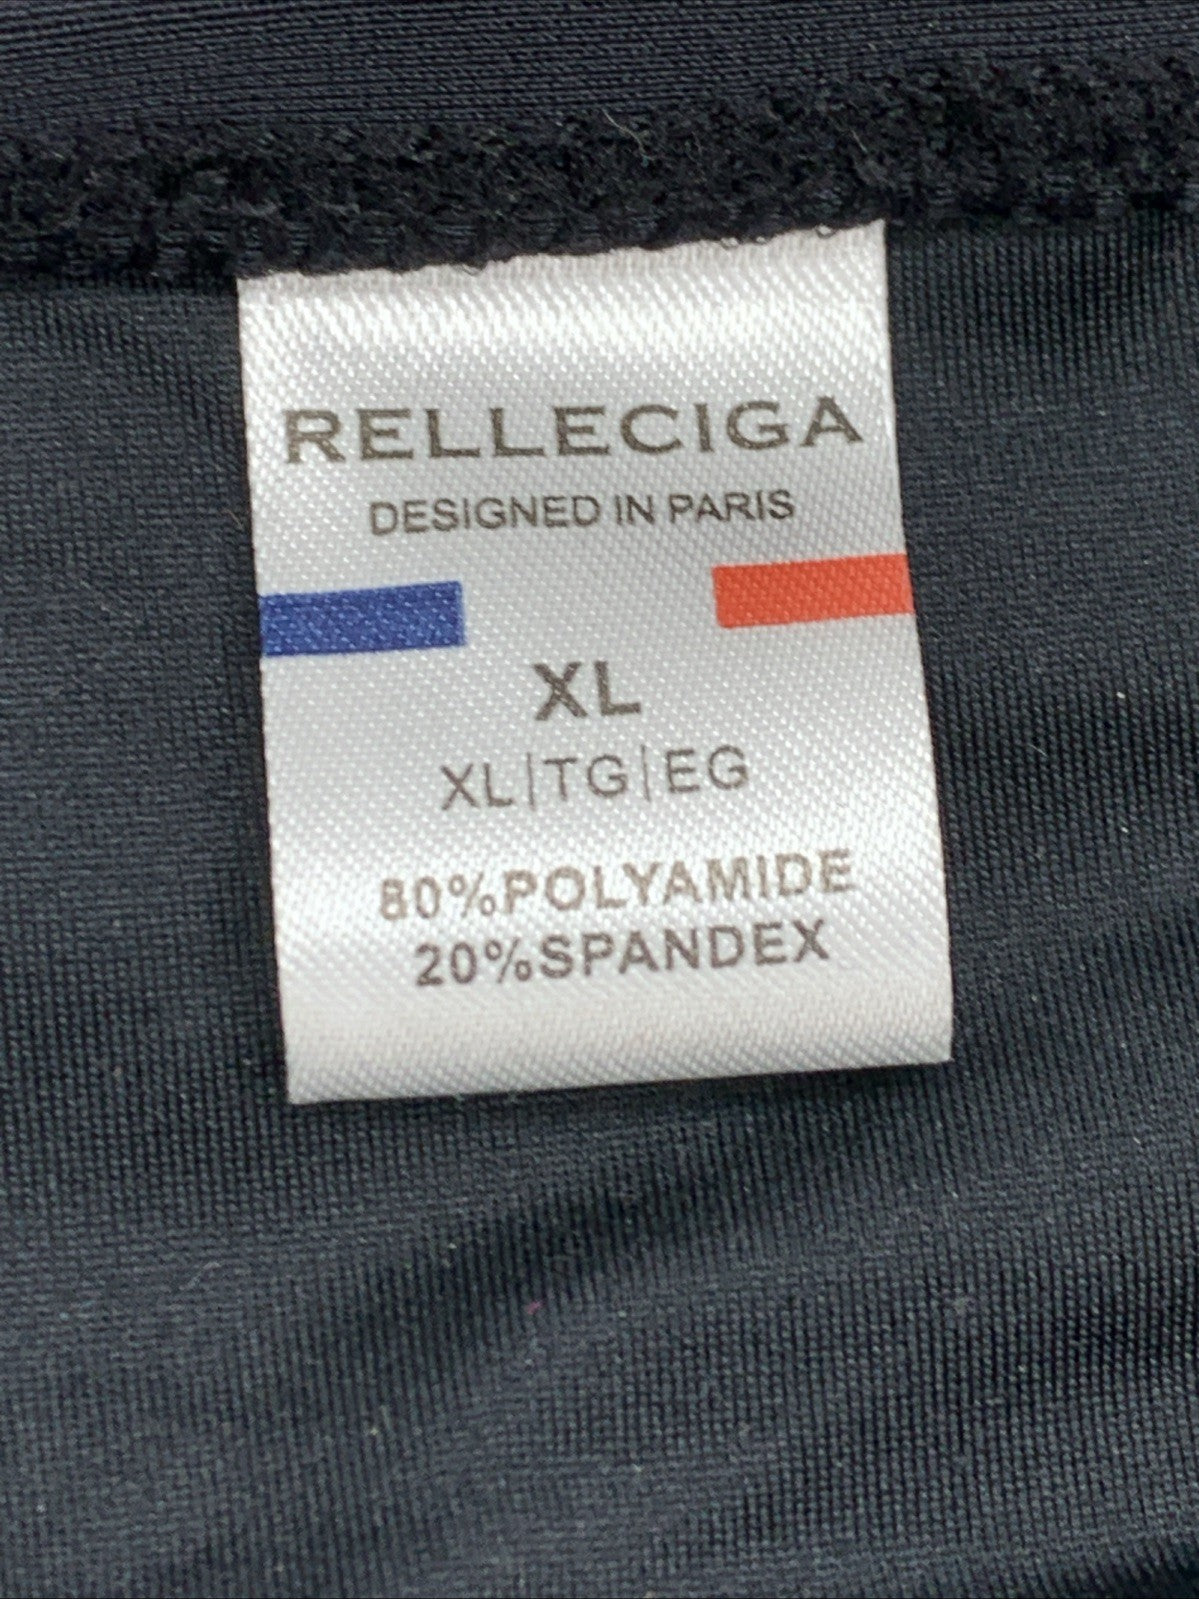 RELLECIGA
DESIGNED IN PARIS
XL
XL|TG|EG
80%POLYAMIDE
20%SPANDEX